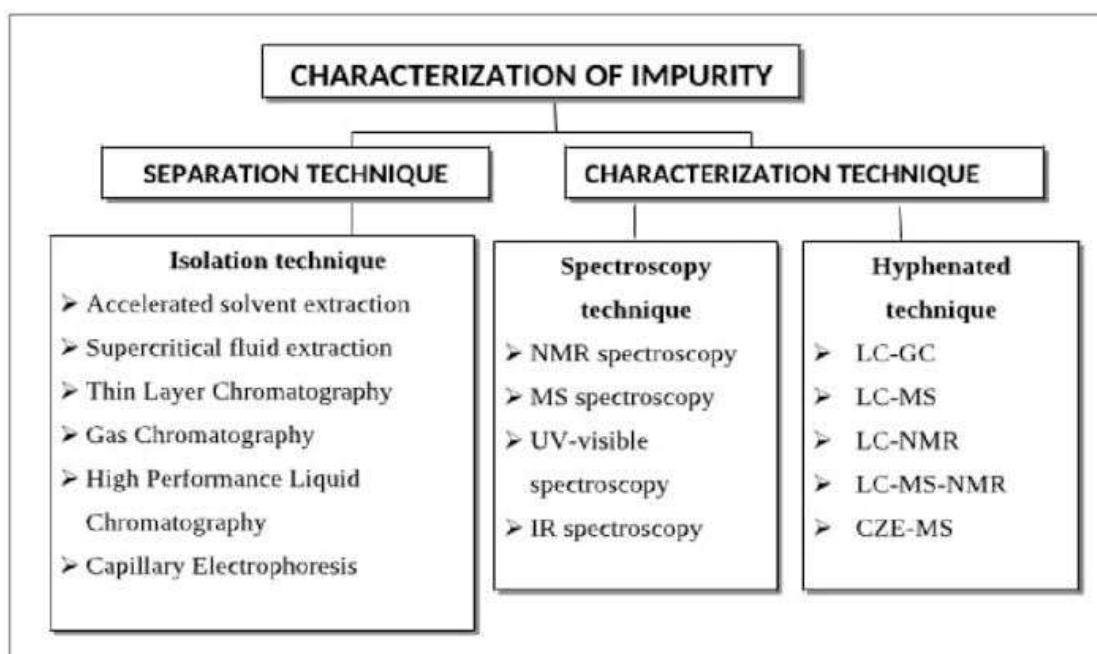 CHARACTERIZATION OF IMPURITY
SEPARATION TECHNIQUE
CHARACTERIZATION TECHNIQUE
Isolation technique
➢ Accelerated solvent extraction
➢ Supercritical fluid extraction
➢ Thin Layer Chromatography
➢ Gas Chromatography
➢ High Performance Liquid
Chromatography
➢ Capillary Electrophoresis
Spectroscopy
technique
➢ NMR spectroscopy
➢ MS spectroscopy
➢ UV-visible
spectroscopy
➢ IR spectroscopy
Hyphenated
technique
➢ LC-GC
➢ LC-MS
➢ LC-NMR
➢ LC-MS-NMR
➢ CZE-MS